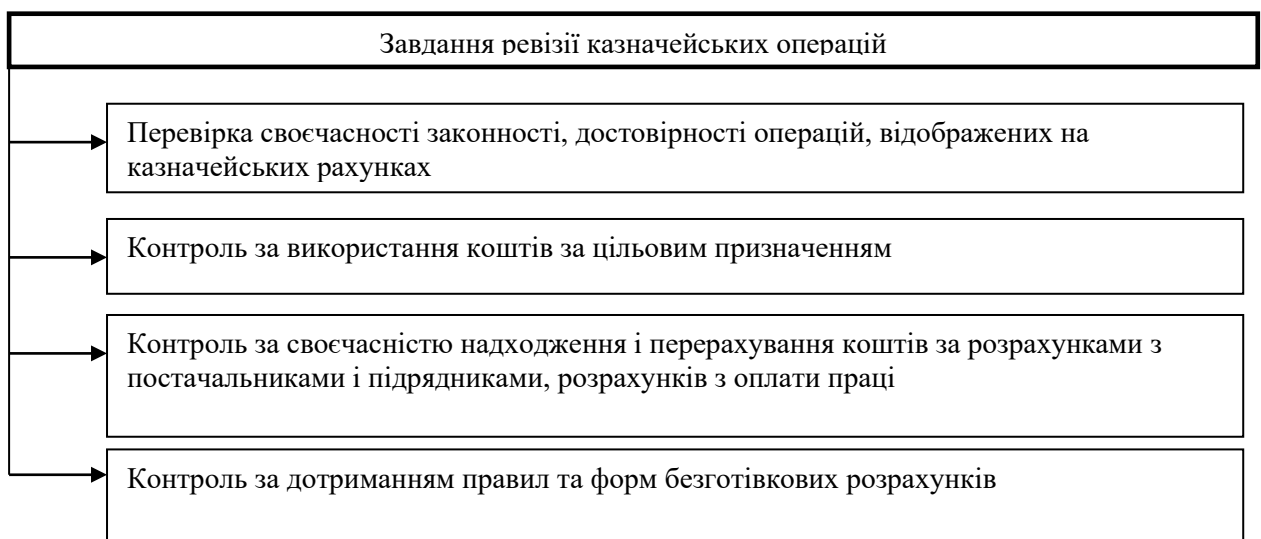 Завдання ревізії казначейських операцій
Перевірка своєчасності законності, достовірності операцій, відображених на
казначейських рахунках
Контроль за використання коштів за цільовим призначенням
Контроль за своєчасністю надходження і перерахування коштів за розрахунками з
постачальниками і підрядниками, розрахунків з оплати праці
Контроль за дотриманням правил та форм безготівкових розрахунків